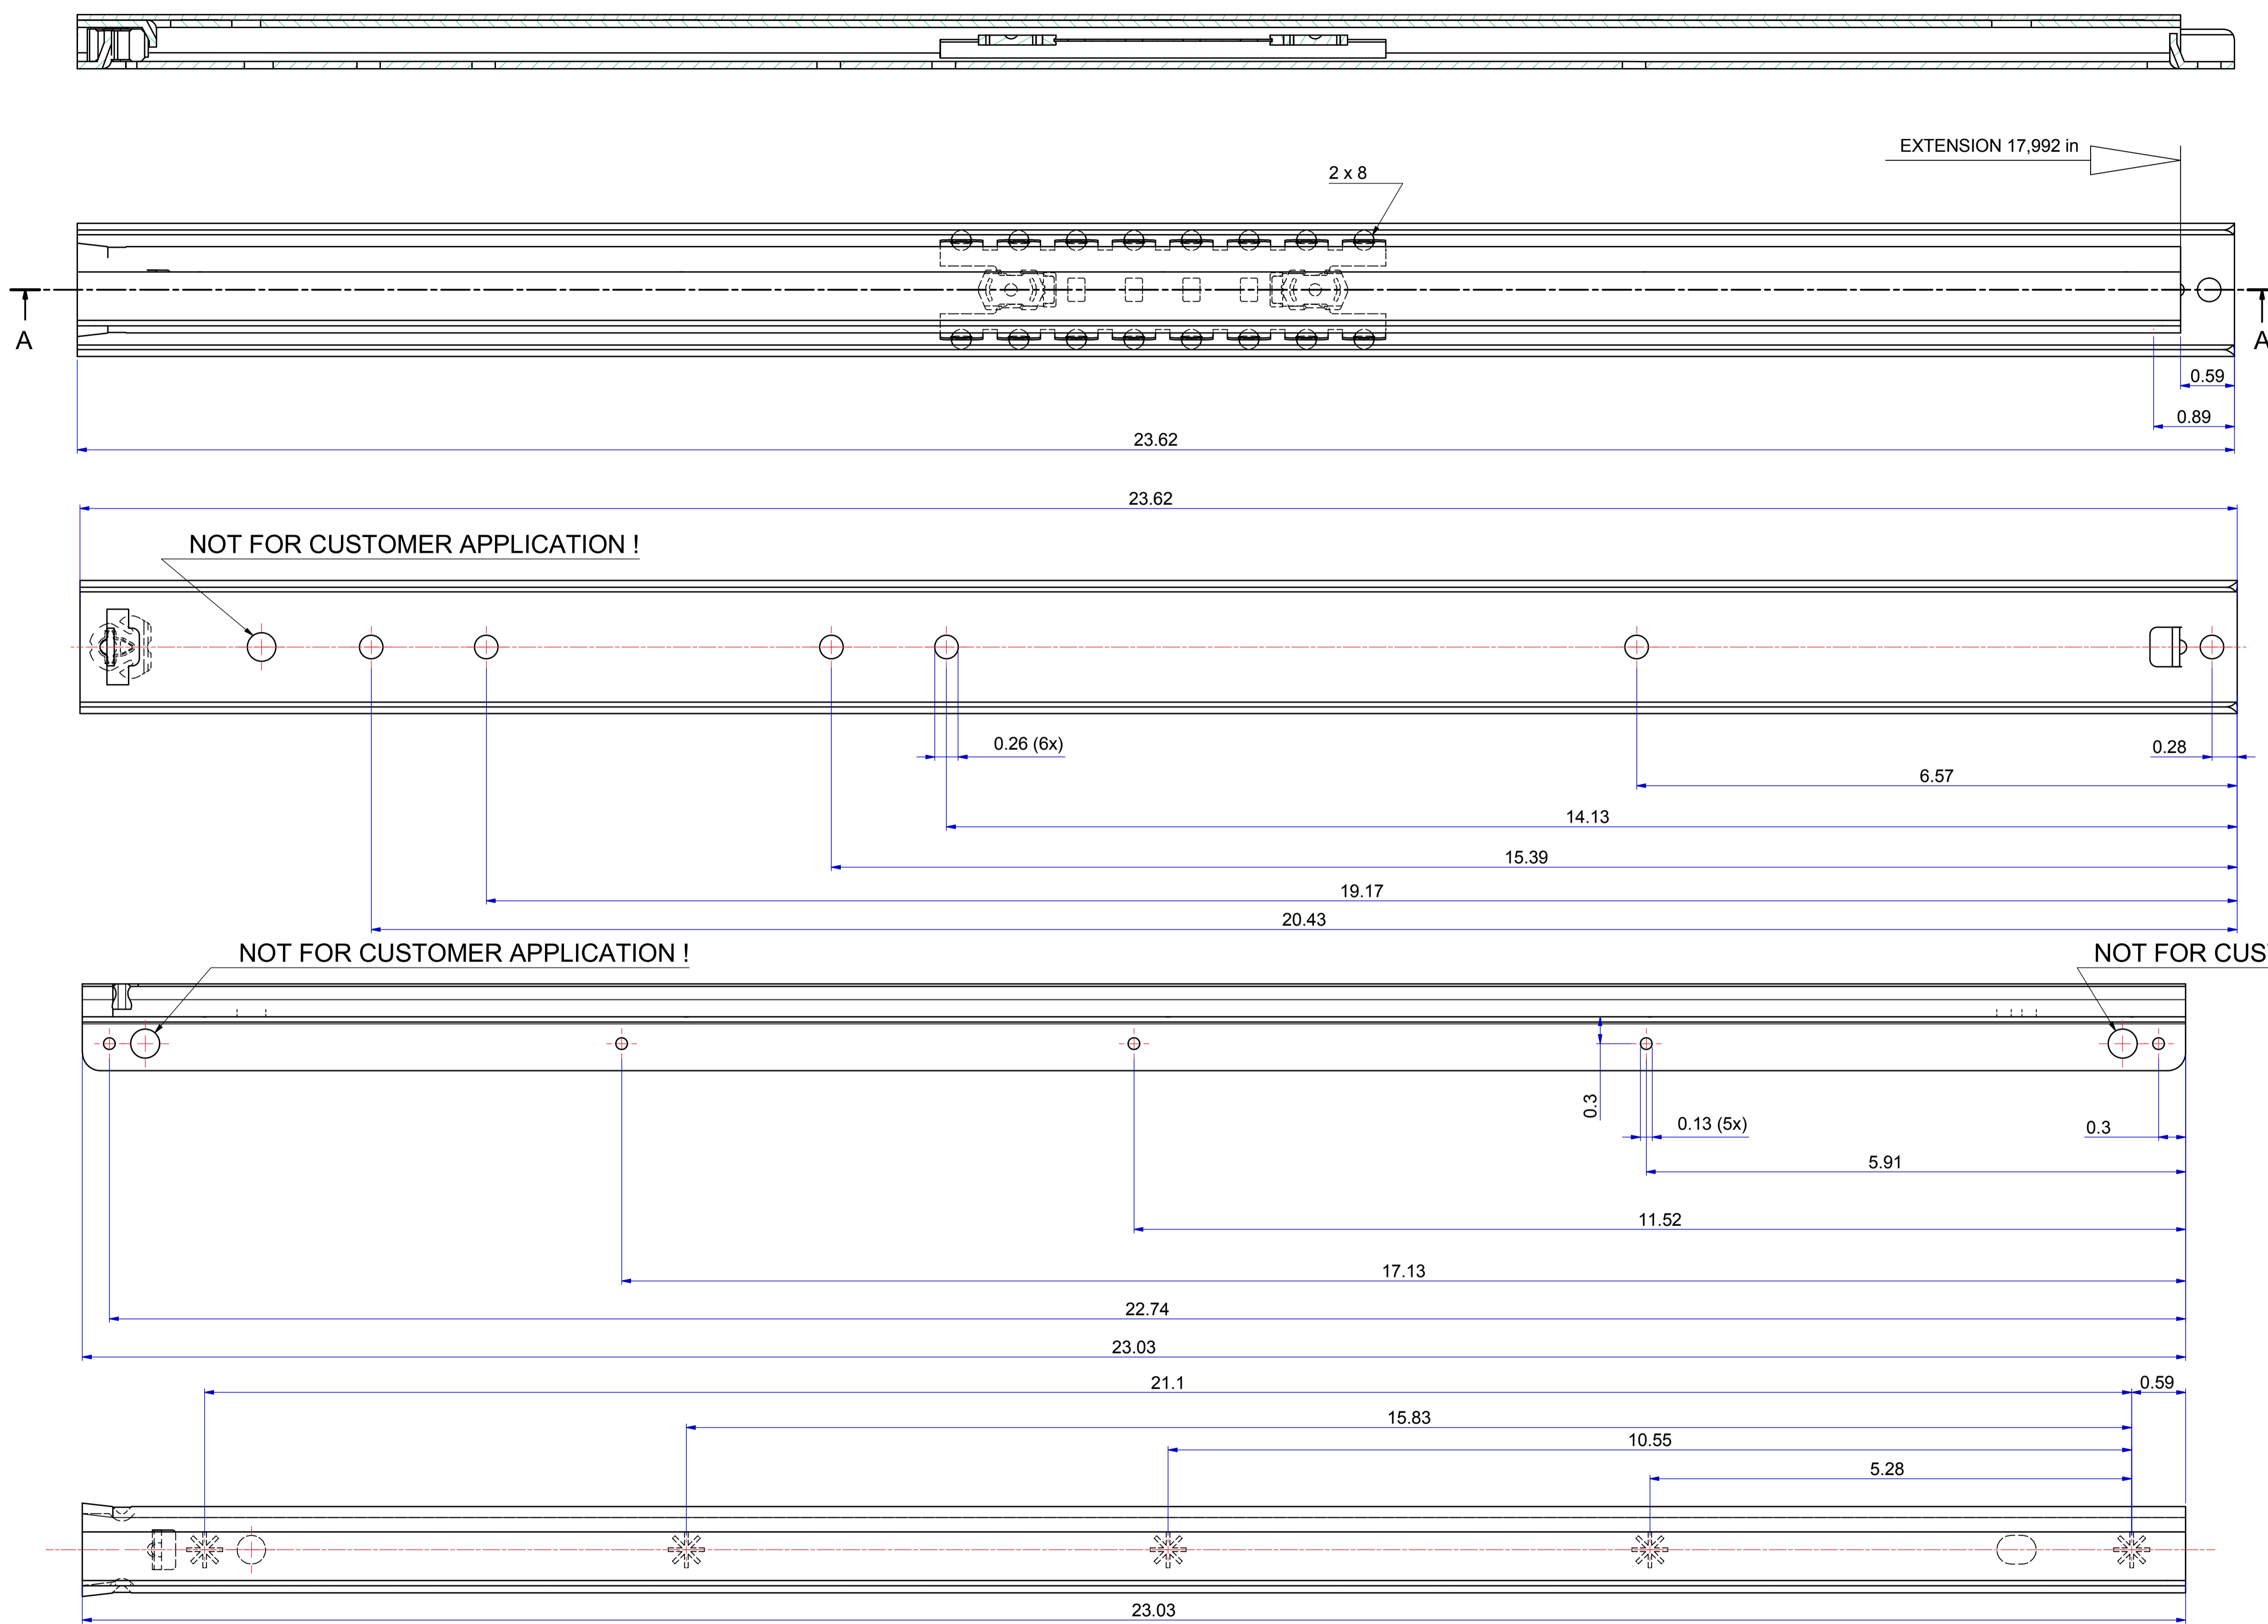 EXTENSION 17,992 in
2 x 8
A
A
0.59
0.89
23.62
23.62
NOT FOR CUSTOMER APPLICATION !
0.26 (6x)
0.28
6.57
14.13
15.39
19.17
20.43
NOT FOR CUSTOMER APPLICATION !
NOT FOR CUS
0.3
0.13 (5x)
0.3
5.91
11.52
17.13
22.74
23.03
21.1
0.59
15.83
10.55
5.28
23.03